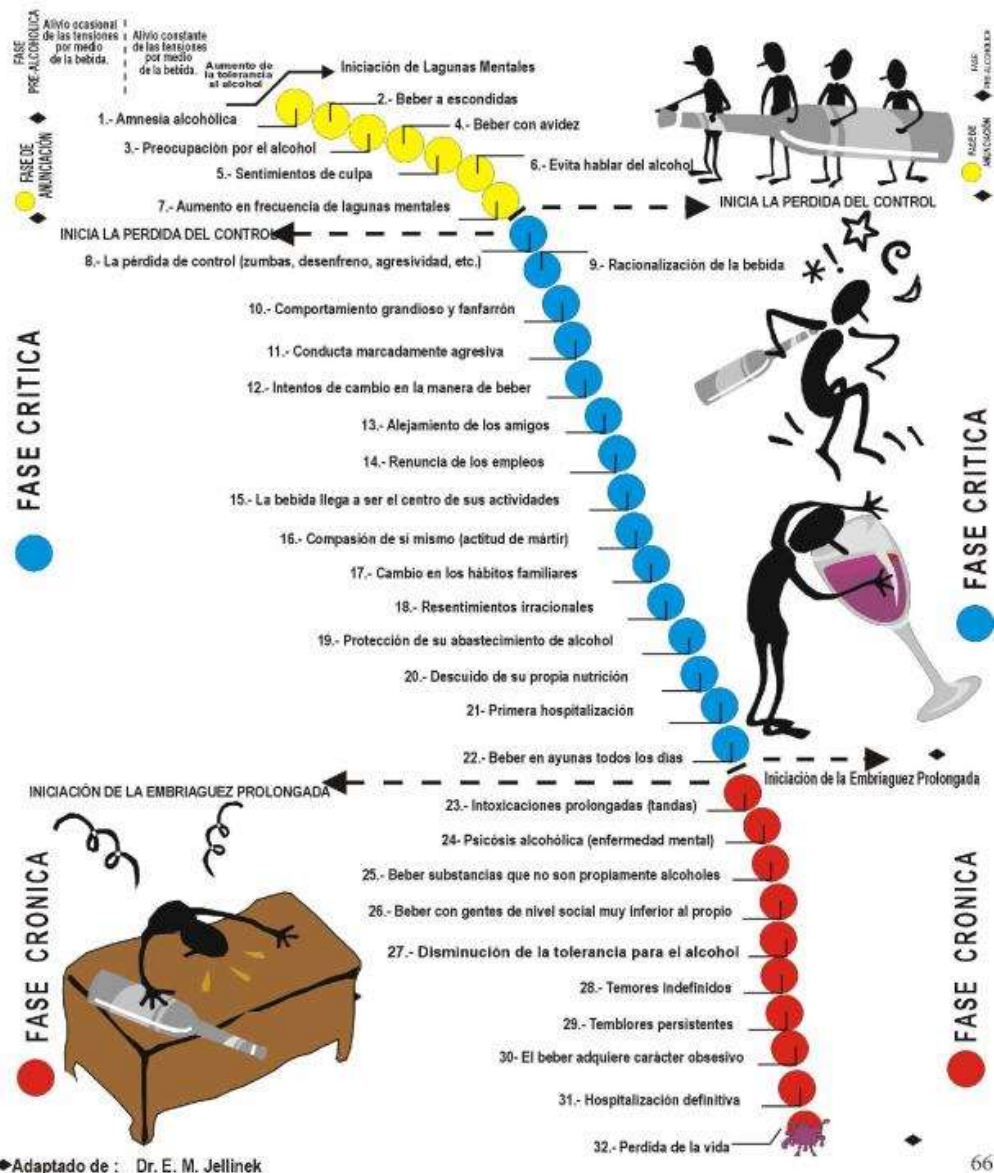 FASE
PRE-ALCOHOLICA
Alivio ocasional
de las tensiones
por medio
de la bebida.
Alivio constante
de las tensiones
por medio
de la bebida.
Aumento de
la tolerancia
al alcohol
Iniciación de Lagunas Mentales
FASE
PRE-ALCOHOLICA
FASE DE
ANUNCIACIÓN
FASE DE
ANUNCIACIÓN
1.- Amnesia alcohólica
2.- Beber a escondidas
3.- Preocupación por el alcohol
4.- Beber con avidez
5.- Sentimientos de culpa
6.- Evita hablar del alcohol
7.- Aumento en frecuencia de lagunas mentales
INICIA LA PERDIDA DEL CONTROL
INICIA LA PERDIDA DEL CONTROL
8.- La pérdida de control (zumbas, desenfreno, agresividad, etc.)
9.- Racionalización de la bebida
10.- Comportamiento grandioso y fanfarrón
11.- Conducta marcadamente agresiva
12.- Intentos de cambio en la manera de beber
13.- Alejamiento de los amigos
14.- Renuncia de los empleos
15.- La bebida llega a ser el centro de sus actividades
16.- Compasión de sí mismo (actitud de mártir)
17.- Cambio en los hábitos familiares
18.- Resentimientos irracionales
19.- Protección de su abastecimiento de alcohol
20.- Descuido de su propia nutrición
21- Primera hospitalización
22.- Beber en ayunas todos los días
FASE CRITICA
FASE CRITICA
Iniciación de la Embriaguez Prolongada
INICIACIÓN DE LA EMBRIAGUEZ PROLONGADA
23.- Intoxicaciones prolongadas (tandas)
24- Psicósis alcohólica (enfermedad mental)
25.- Beber substancias que no son propiamente alcoholes
26.- Beber con gentes de nivel social muy inferior al propio
27.- Disminución de la tolerancia para el alcohol
28.- Temores indefinidos
29.- Temblores persistentes
30- El beber adquiere carácter obsesivo
31.- Hospitalización definitiva
32.- Perdida de la vida
FASE CRONICA
FASE CRONICA
Adaptado de : Dr. E. M. Jellinek
66